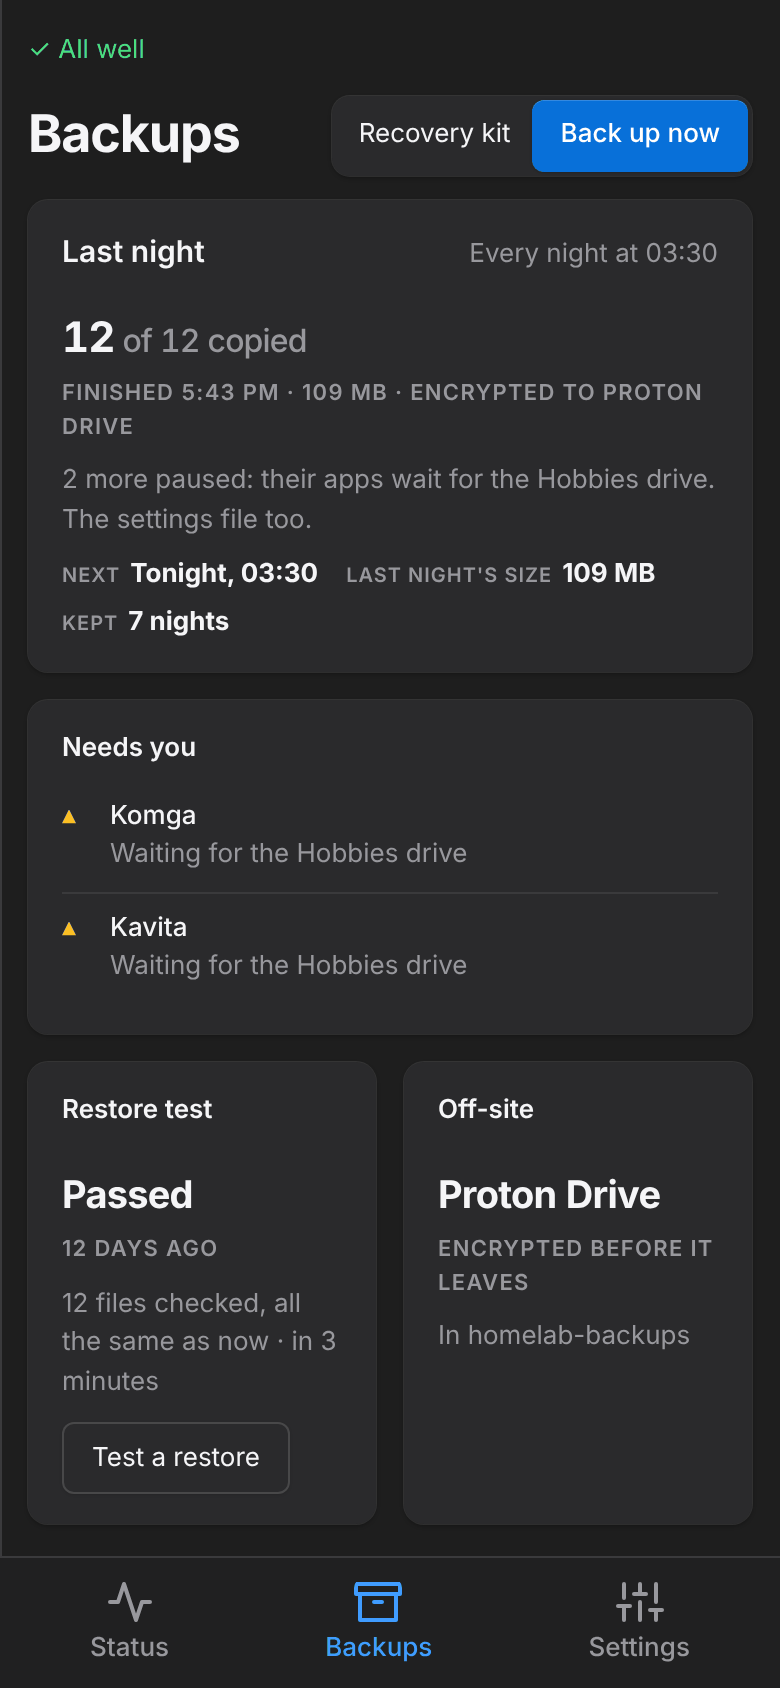 ✓ All well
Backups
Recovery kit
Back up now
Last night
Every night at 03:30
12 of 12 copied
FINISHED 5:43 PM · 109 MB · ENCRYPTED TO PROTON
DRIVE
2 more paused: their apps wait for the Hobbies drive.
The settings file too.
NEXT Tonight, 03:30 LAST NIGHT'S SIZE 109 MB
KEPT 7 nights
Needs you
Komga
Waiting for the Hobbies drive
Kavita
Waiting for the Hobbies drive
Restore test
Passed
12 DAYS AGO
12 files checked, all
the same as now · in 3
minutes
Test a restore
Off-site
Proton Drive
ENCRYPTED BEFORE IT
LEAVES
In homelab-backups
Status
Backups
Settings